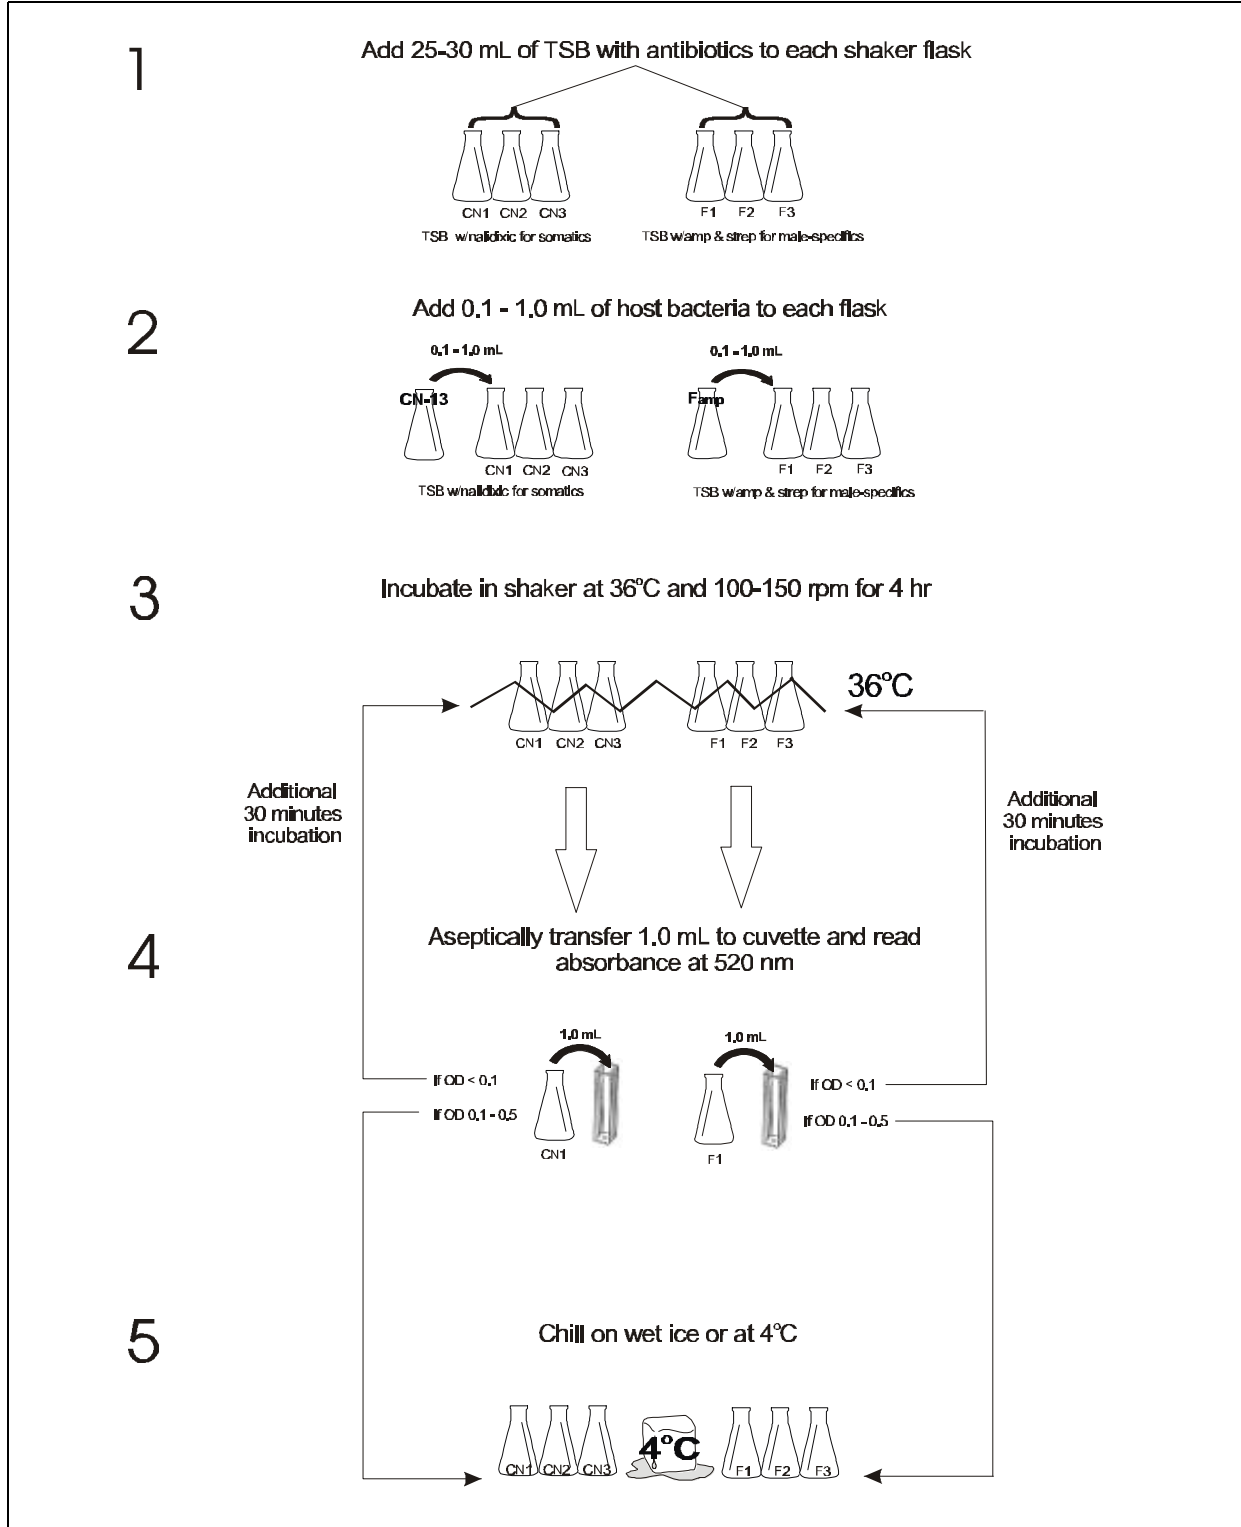 1
Add 25-30 mL of TSB with antibiotics to each shaker flask
CN1 CN2 CN3
F1 F2 F3
TSB w/nalidixic for somatics
TSB w/amp & strep for male-specifics
2
Add 0.1 - 1.0 mL of host bacteria to each flask
0.1 - 1.0 mL
0.1 - 1.0 mL
CN-13
Famp
CN1 CN2 CN3
F1 F2 F3
TSB w/nalidixic for somatics
TSB w/amp & strep for male-specifics
3
Incubate in shaker at 36°C and 100-150 rpm for 4 hr
36°C
CN1 CN2 CN3
F1 F2 F3
Additional
30 minutes
incubation
Additional
30 minutes
incubation
4
Aseptically transfer 1.0 mL to cuvette and read
absorbance at 520 nm
1.0 mL
1.0 mL
If OD < 0.1
If OD 0.1 - 0.5
If OD < 0.1
If OD 0.1 - 0.5
CN1
F1
5
Chill on wet ice or at 4°C
4°C
CN1 CN2 CN3
F1 F2 F3